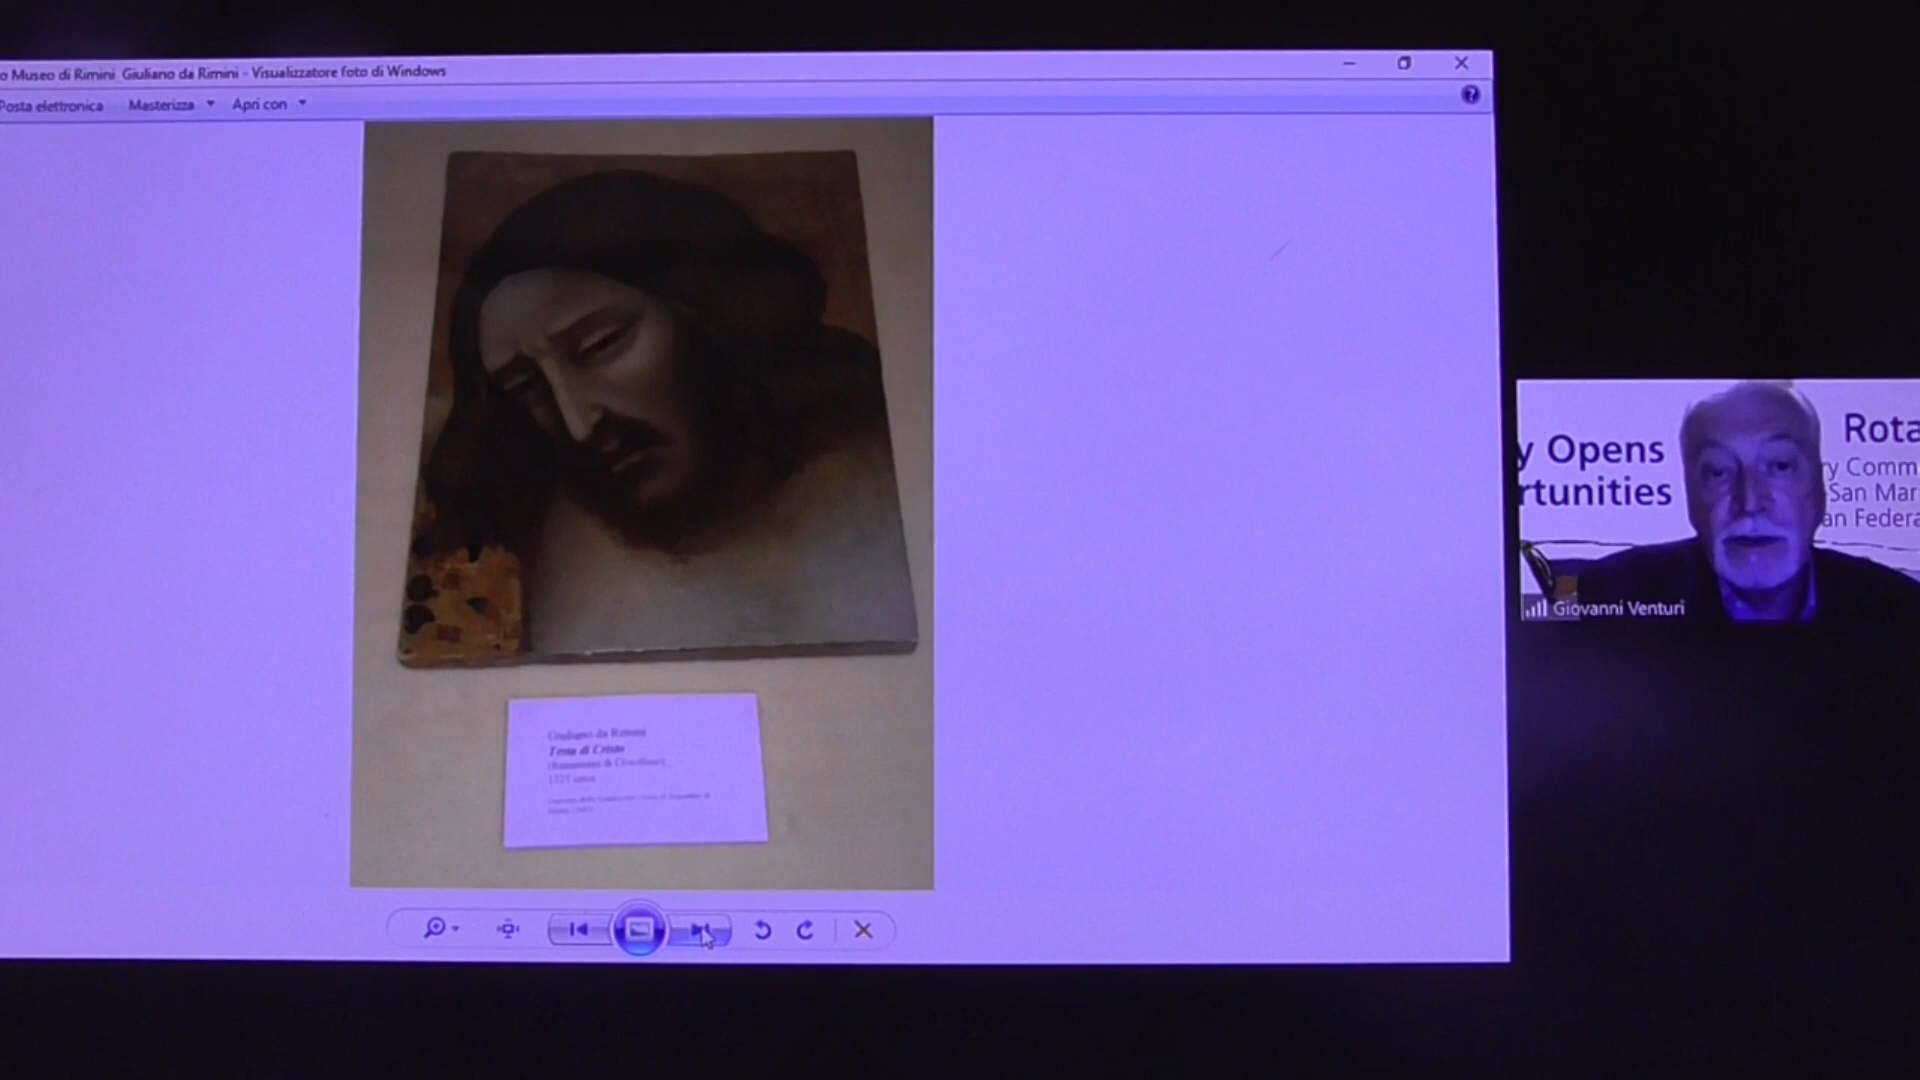 o Museo di Rimini Giuliano da Rimini - Visualizzatore foto di Windows
Posta elettronica Masterizza Apri con
Giuliano da Rimini
Testa di Cristo
y Opens
rtunities
Rota
ry Comm
San Mar
an Federa
Giovanni Venturi